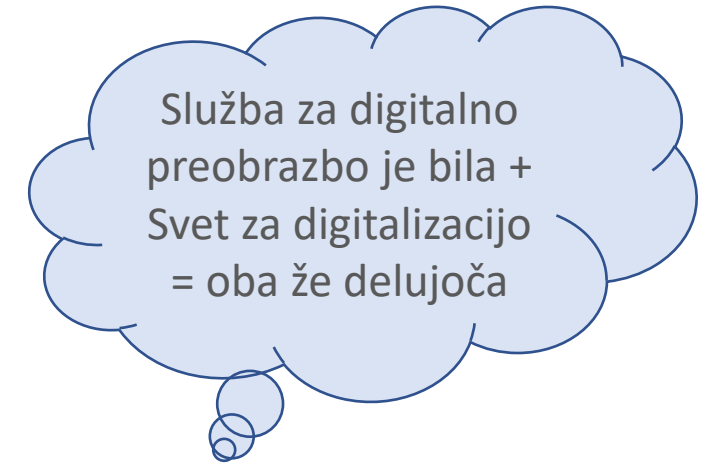 Služba za digitalno
preobrazbo je bila +
Svet za digitalizacijo
= oba že delujoča